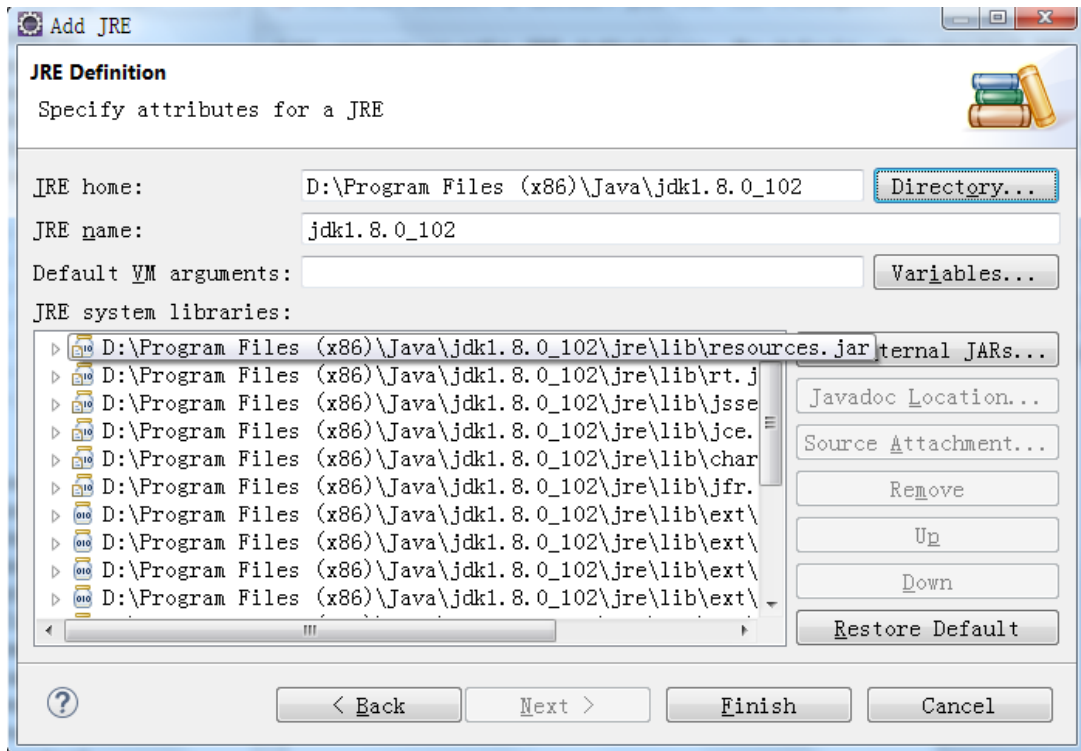 Add JRE
JRE Definition
Specify attributes for a JRE
JRE home:
D:\Program Files (x86)\Java\jdk1.8.0_102
Directory...
JRE name:
jdk1.8.0_102
Default VM arguments:
Variables...
JRE system libraries:
D:\Program Files (x86)\Java\jdk1.8.0_102\jre\lib\resources.jar
ternal JARs...
D:\Program Files (x86)\Java\jdk1.8.0_102\jre\lib\rt.j
Javadoc Location...
D:\Program Files (x86)\Java\jdk1.8.0_102\jre\lib\jsse
D:\Program Files (x86)\Java\jdk1.8.0_102\jre\lib\jce.
Source Attachment...
D:\Program Files (x86)\Java\jdk1.8.0_102\jre\lib\char
D:\Program Files (x86)\Java\jdk1.8.0_102\jre\lib\jfr.
Remove
D:\Program Files (x86)\Java\jdk1.8.0_102\jre\lib\ext\
Up
D:\Program Files (x86)\Java\jdk1.8.0_102\jre\lib\ext\
D:\Program Files (x86)\Java\jdk1.8.0_102\jre\lib\ext\
Down
D:\Program Files (x86)\Java\jdk1.8.0_102\jre\lib\ext\
Restore Default
?
< Back
Next >
Finish
Cancel